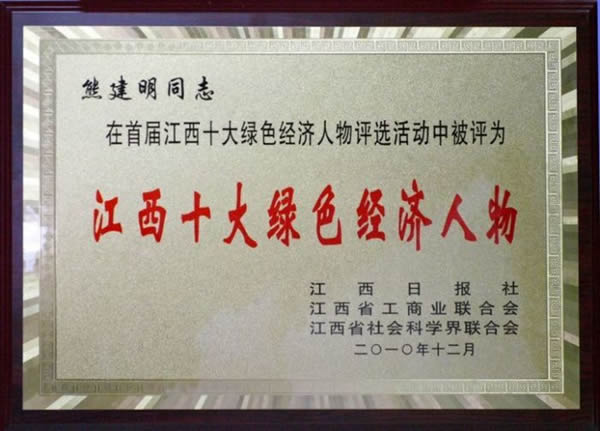 熊建明同志
在首届江西十大绿色经济人物评选活动中被评为
江西十大绿色经济人物
江西日报社
江西省工商业联合会
江西省社会科学界联合会
二〇一〇年十二月